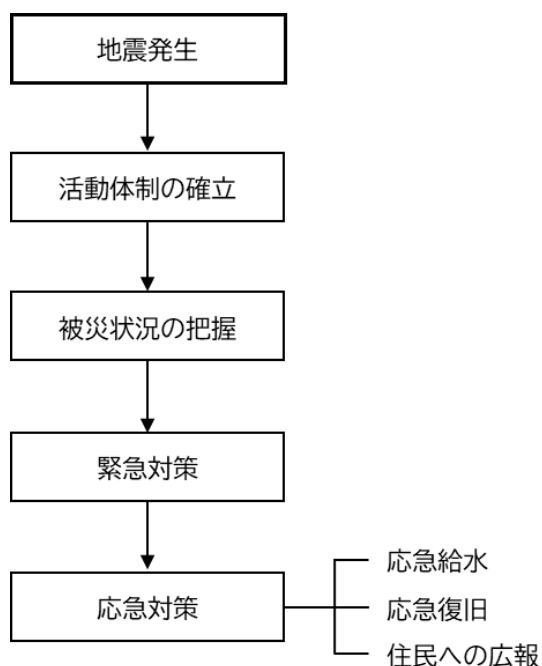 地震発生
活動体制の確立
被災状況の把握
緊急対策
応急対策
応急給水
応急復旧
住民への広報